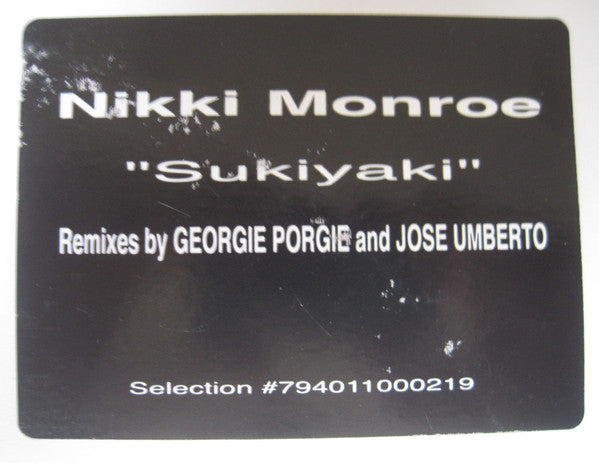 Nikki Monroe
"Sukiyaki"
Remixes by GEORGIE PORGIE and JOSE UMBERTO
Selection #794011000219